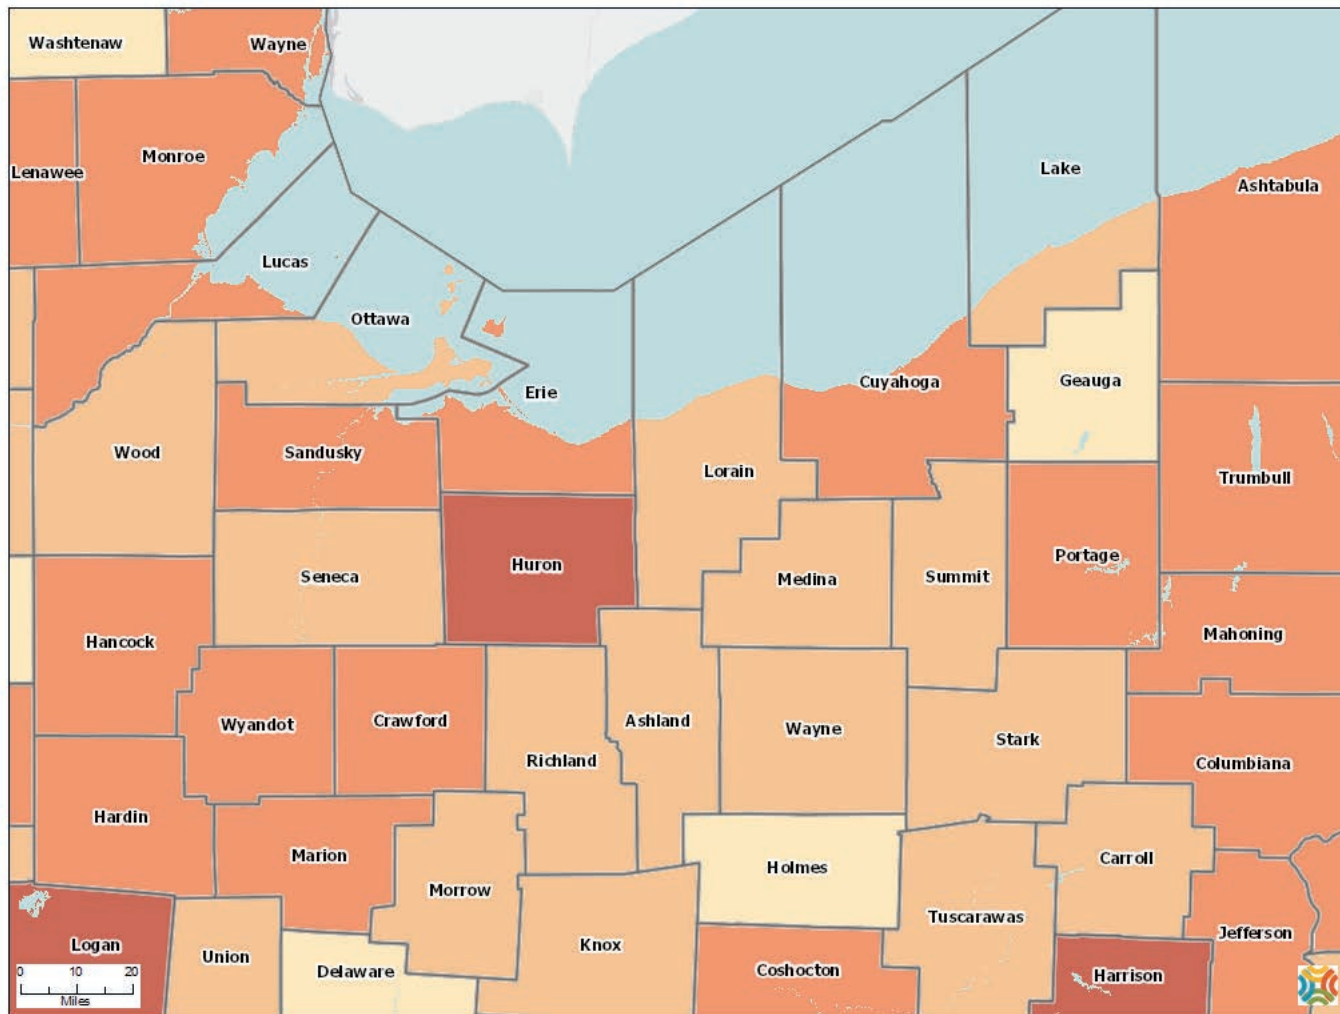 Washtenaw
Wayne
Monroe
Lenawee
Lake
Ashtabula
Lucas
Ottawa
Erie
Cuyahoga
Geauga
Wood
Sandusky
Lorain
Trumbull
Huron
Seneca
Medina
Summit
Portage
Hancock
Mahoning
Wyandot
Crawford
Ashland
Wayne
Stark
Richland
Columbiana
Hardin
Marion
Holmes
Carroll
Morrow
Tuscarawas
Logan
Union
Delaware
Knox
Coshocton
Jefferson
Harrison
0 10 20
Miles